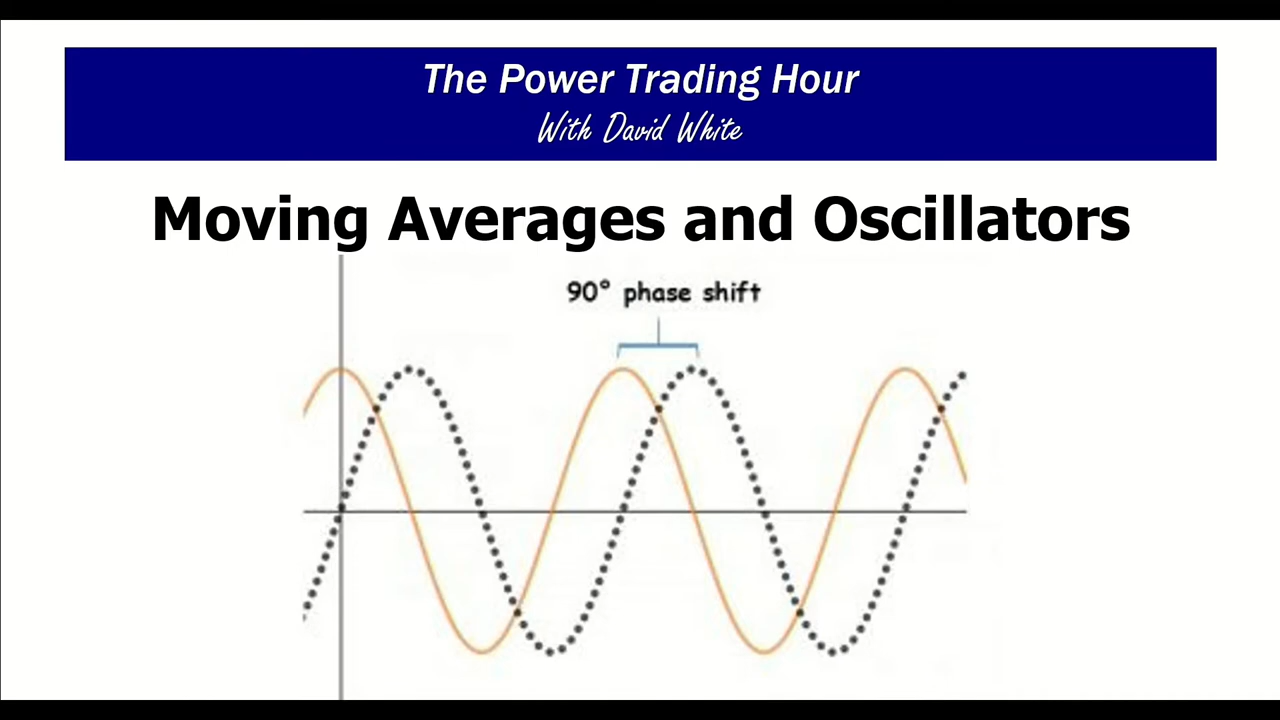 The Power Trading Hour
With David White
Moving Averages and Oscillators
90° phase shift